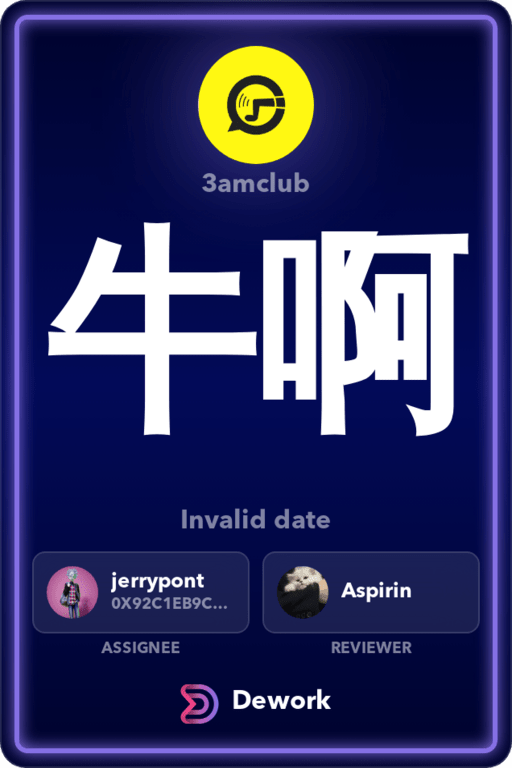 3amclub
牛啊
Invalid date
jerrypont
0X92C1EB9C...
Aspirin
ASSIGNEE
REVIEWER
Dework